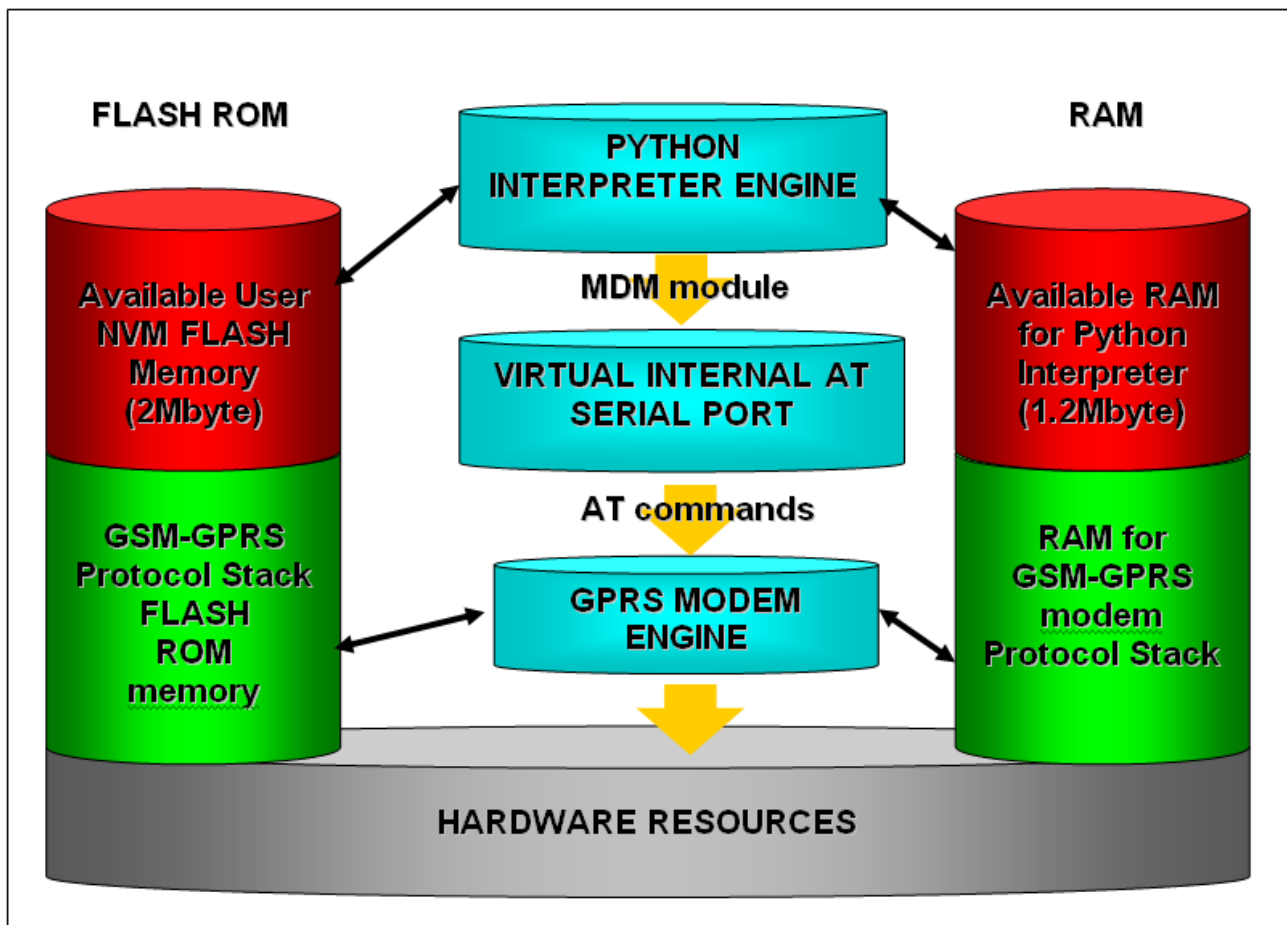 FLASH ROM
RAM
PYTHON
INTERPRETER ENGINE
MDM module
VIRTUAL INTERNAL AT
SERIAL PORT
AT commands
GPRS MODEM
ENGINE
Available User
NVM FLASH
Memory
(2Mbyte)
GSM-GPRS
Protocol Stack
FLASH
ROM
memory
Available RAM
for Python
Interpreter
(1.2Mbyte)
RAM for
GSM-GPRS
modem
Protocol Stack
HARDWARE RESOURCES